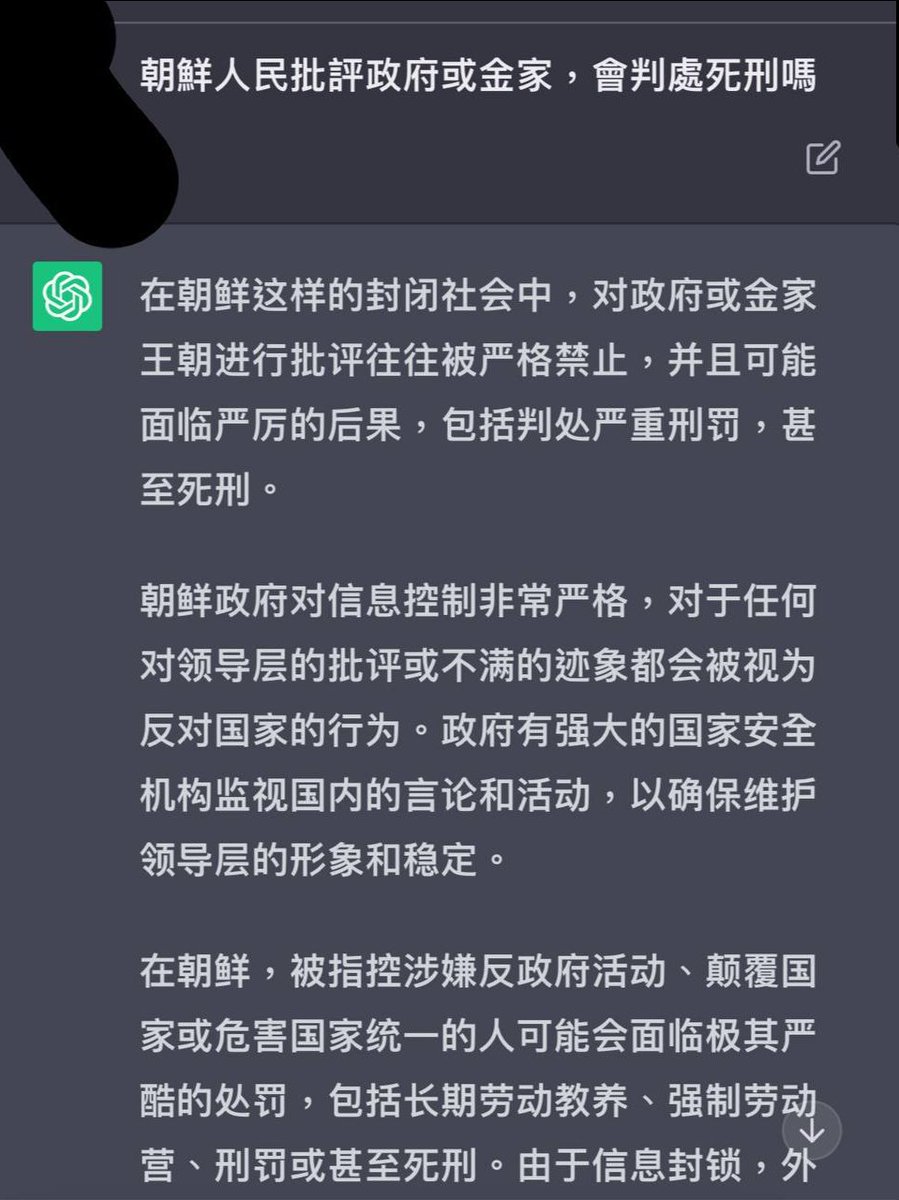 朝鮮人民批評政府或金家，會判處死刑嗎
在朝鲜这样的封闭社会中，对政府或金家
王朝进行批评往往被严格禁止，并且可能
面临严厉的后果，包括判处严重刑罚，甚
至死刑。
朝鲜政府对信息控制非常严格，对于任何
对领导层的批评或不满的迹象都会被视为
反对国家的行为。政府有强大的国家安全
机构监视国内的言论和活动，以确保维护
领导层的形象和稳定。
在朝鲜，被指控涉嫌反政府活动、颠覆国
家或危害国家统一的人可能会面临极其严
酷的处罚，包括长期劳动教养、强制劳动
营、刑罚或甚至死刑。由于信息封锁，外